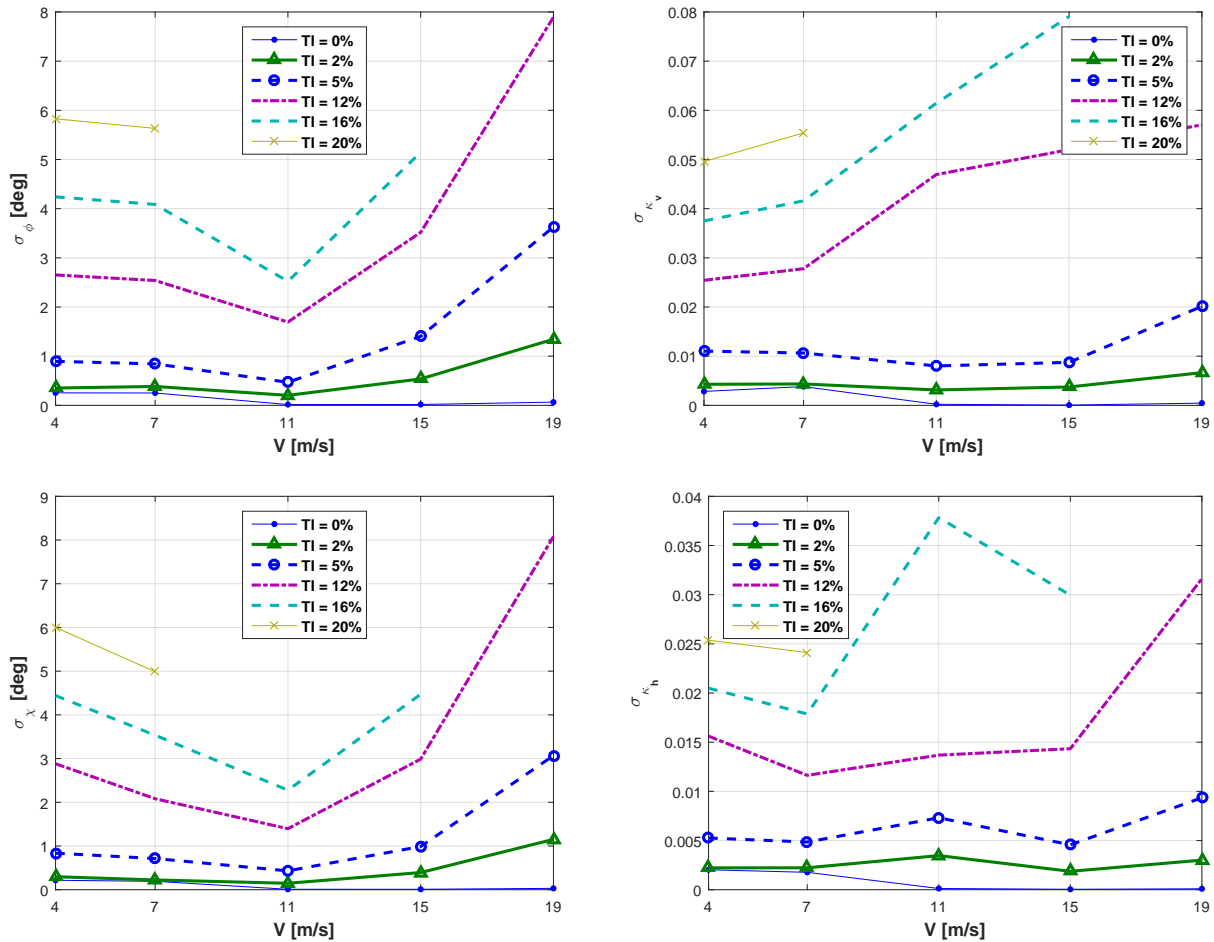 8
7
6
5
4
3
2
1
0
σ ϕ [deg]
TI = 0%
TI = 2%
TI = 5%
TI = 12%
TI = 16%
TI = 20%
4 7 11 15 19
V [m/s]
0.08
0.07
0.06
0.05
0.04
0.03
0.02
0.01
0
σ κ v
TI = 0%
TI = 2%
TI = 5%
TI = 12%
TI = 16%
TI = 20%
4 7 11 15 19
V [m/s]
9
8
7
6
5
4
3
2
1
0
σ χ [deg]
TI = 0%
TI = 2%
TI = 5%
TI = 12%
TI = 16%
TI = 20%
4 7 11 15 19
V [m/s]
0.04
0.035
0.03
0.025
0.02
0.015
0.01
0.005
0
σ κ h
TI = 0%
TI = 2%
TI = 5%
TI = 12%
TI = 16%
TI = 20%
4 7 11 15 19
V [m/s]